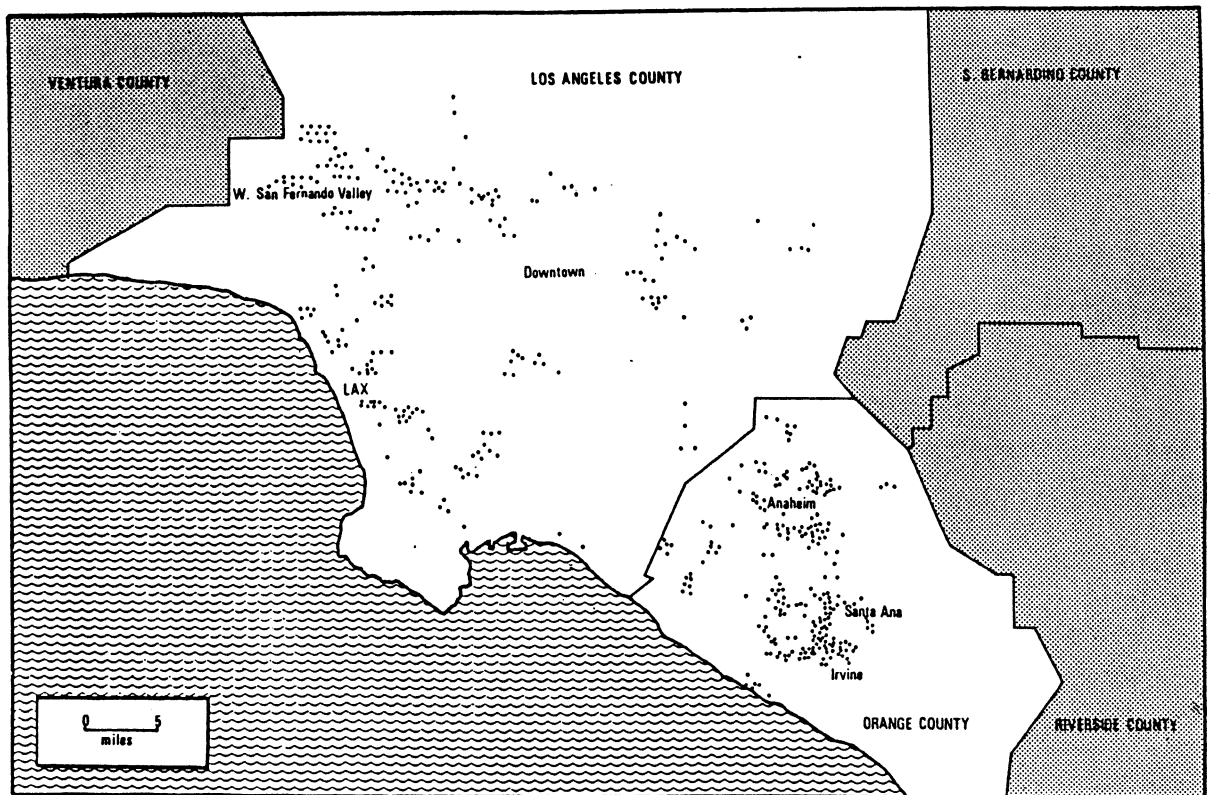 VENTURA COUNTY
LOS ANGELES COUNTY
S. BERNARDINO COUNTY
W. San Fernando Valley
Downtown
LAX
Anaheim
Santa Ana
Irvine
ORANGE COUNTY
RIVERSIDE COUNTY
0 5
miles